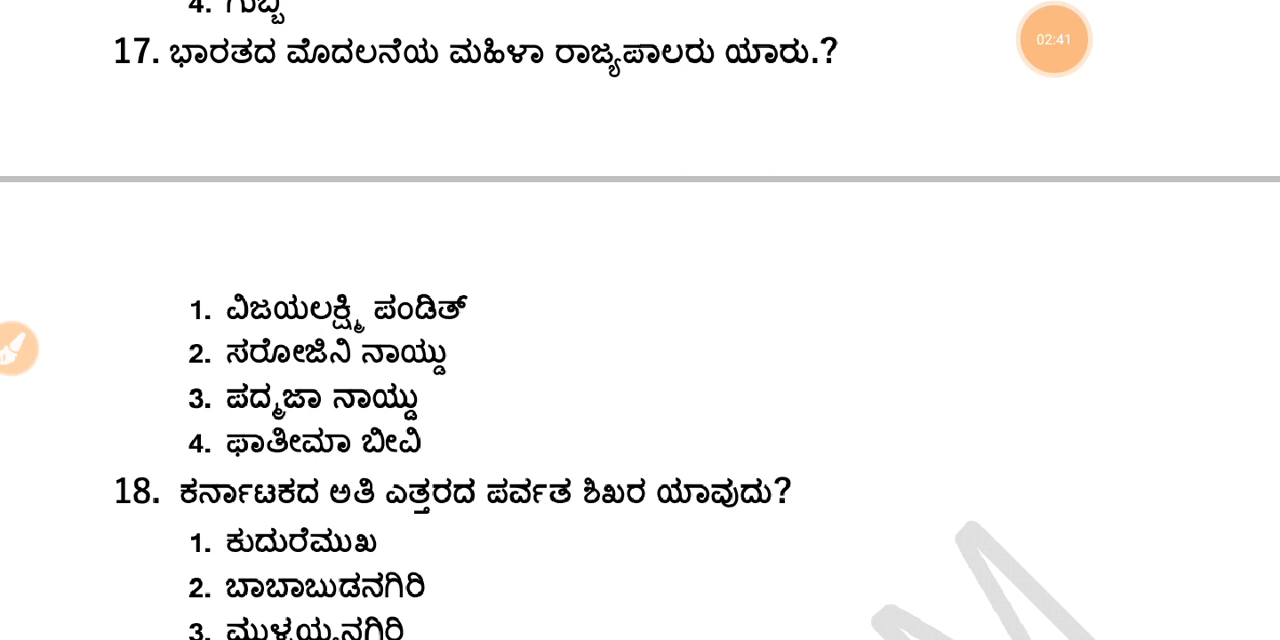 4. ಗುಬ್ಬಿ
17. ಭಾರತದ ಮೊದಲನೆಯ ಮಹಿಳಾ ರಾಜ್ಯಪಾಲರು ಯಾರು.?
02:41
1. ವಿಜಯಲಕ್ಷ್ಮಿ ಪಂಡಿತ್
2. ಸರೋಜಿನಿ ನಾಯ್ಡು
3. ಪದ್ಮಜಾ ನಾಯ್ಡು
4. ಫಾತೀಮಾ ಬೀವಿ
18. ಕರ್ನಾಟಕದ ಅತಿ ಎತ್ತರದ ಪರ್ವತ ಶಿಖರ ಯಾವುದು?
1. ಕುದುರೆಮುಖ
2. ಬಾಬಾಬುಡನಗಿರಿ
3. ಮುಳ್ಳಯ್ಯನಗಿರಿ